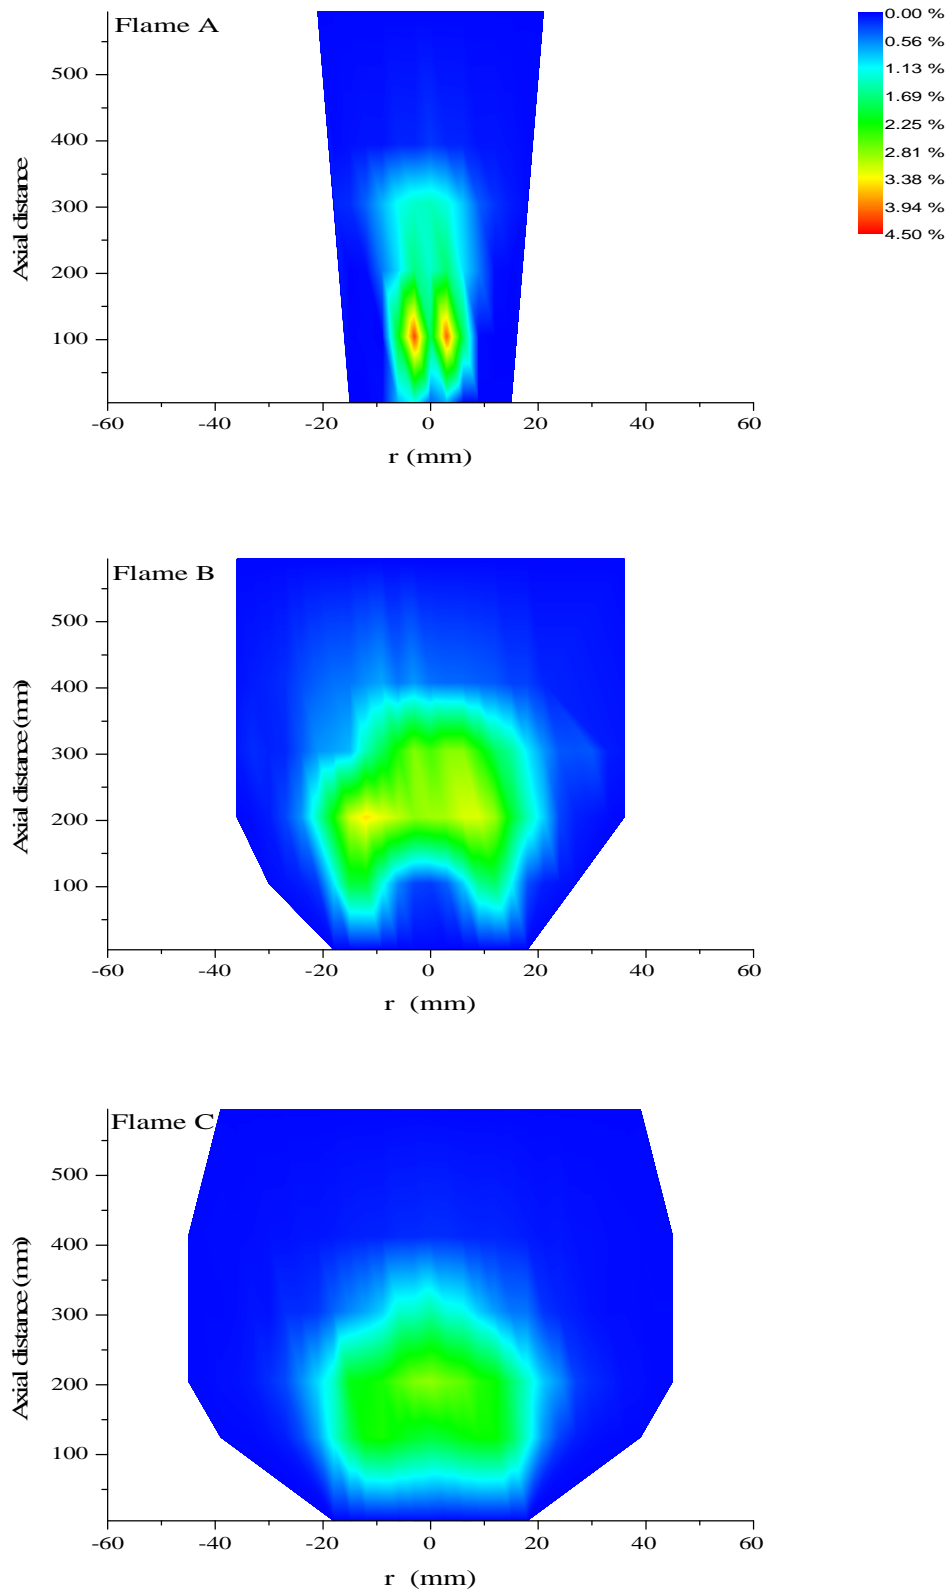 Flame A
0.00 %
0.56 %
1.13 %
1.69 %
2.25 %
2.81 %
3.38 %
3.94 %
4.50 %
500
400
300
200
100
Axial distance
-60 -40 -20 0 20 40 60
r (mm)
Flame B
500
400
300
200
100
Axial distance (mm)
-60 -40 -20 0 20 40 60
r (mm)
Flame C
500
400
300
200
100
Axial distance (mm)
-60 -40 -20 0 20 40 60
r (mm)